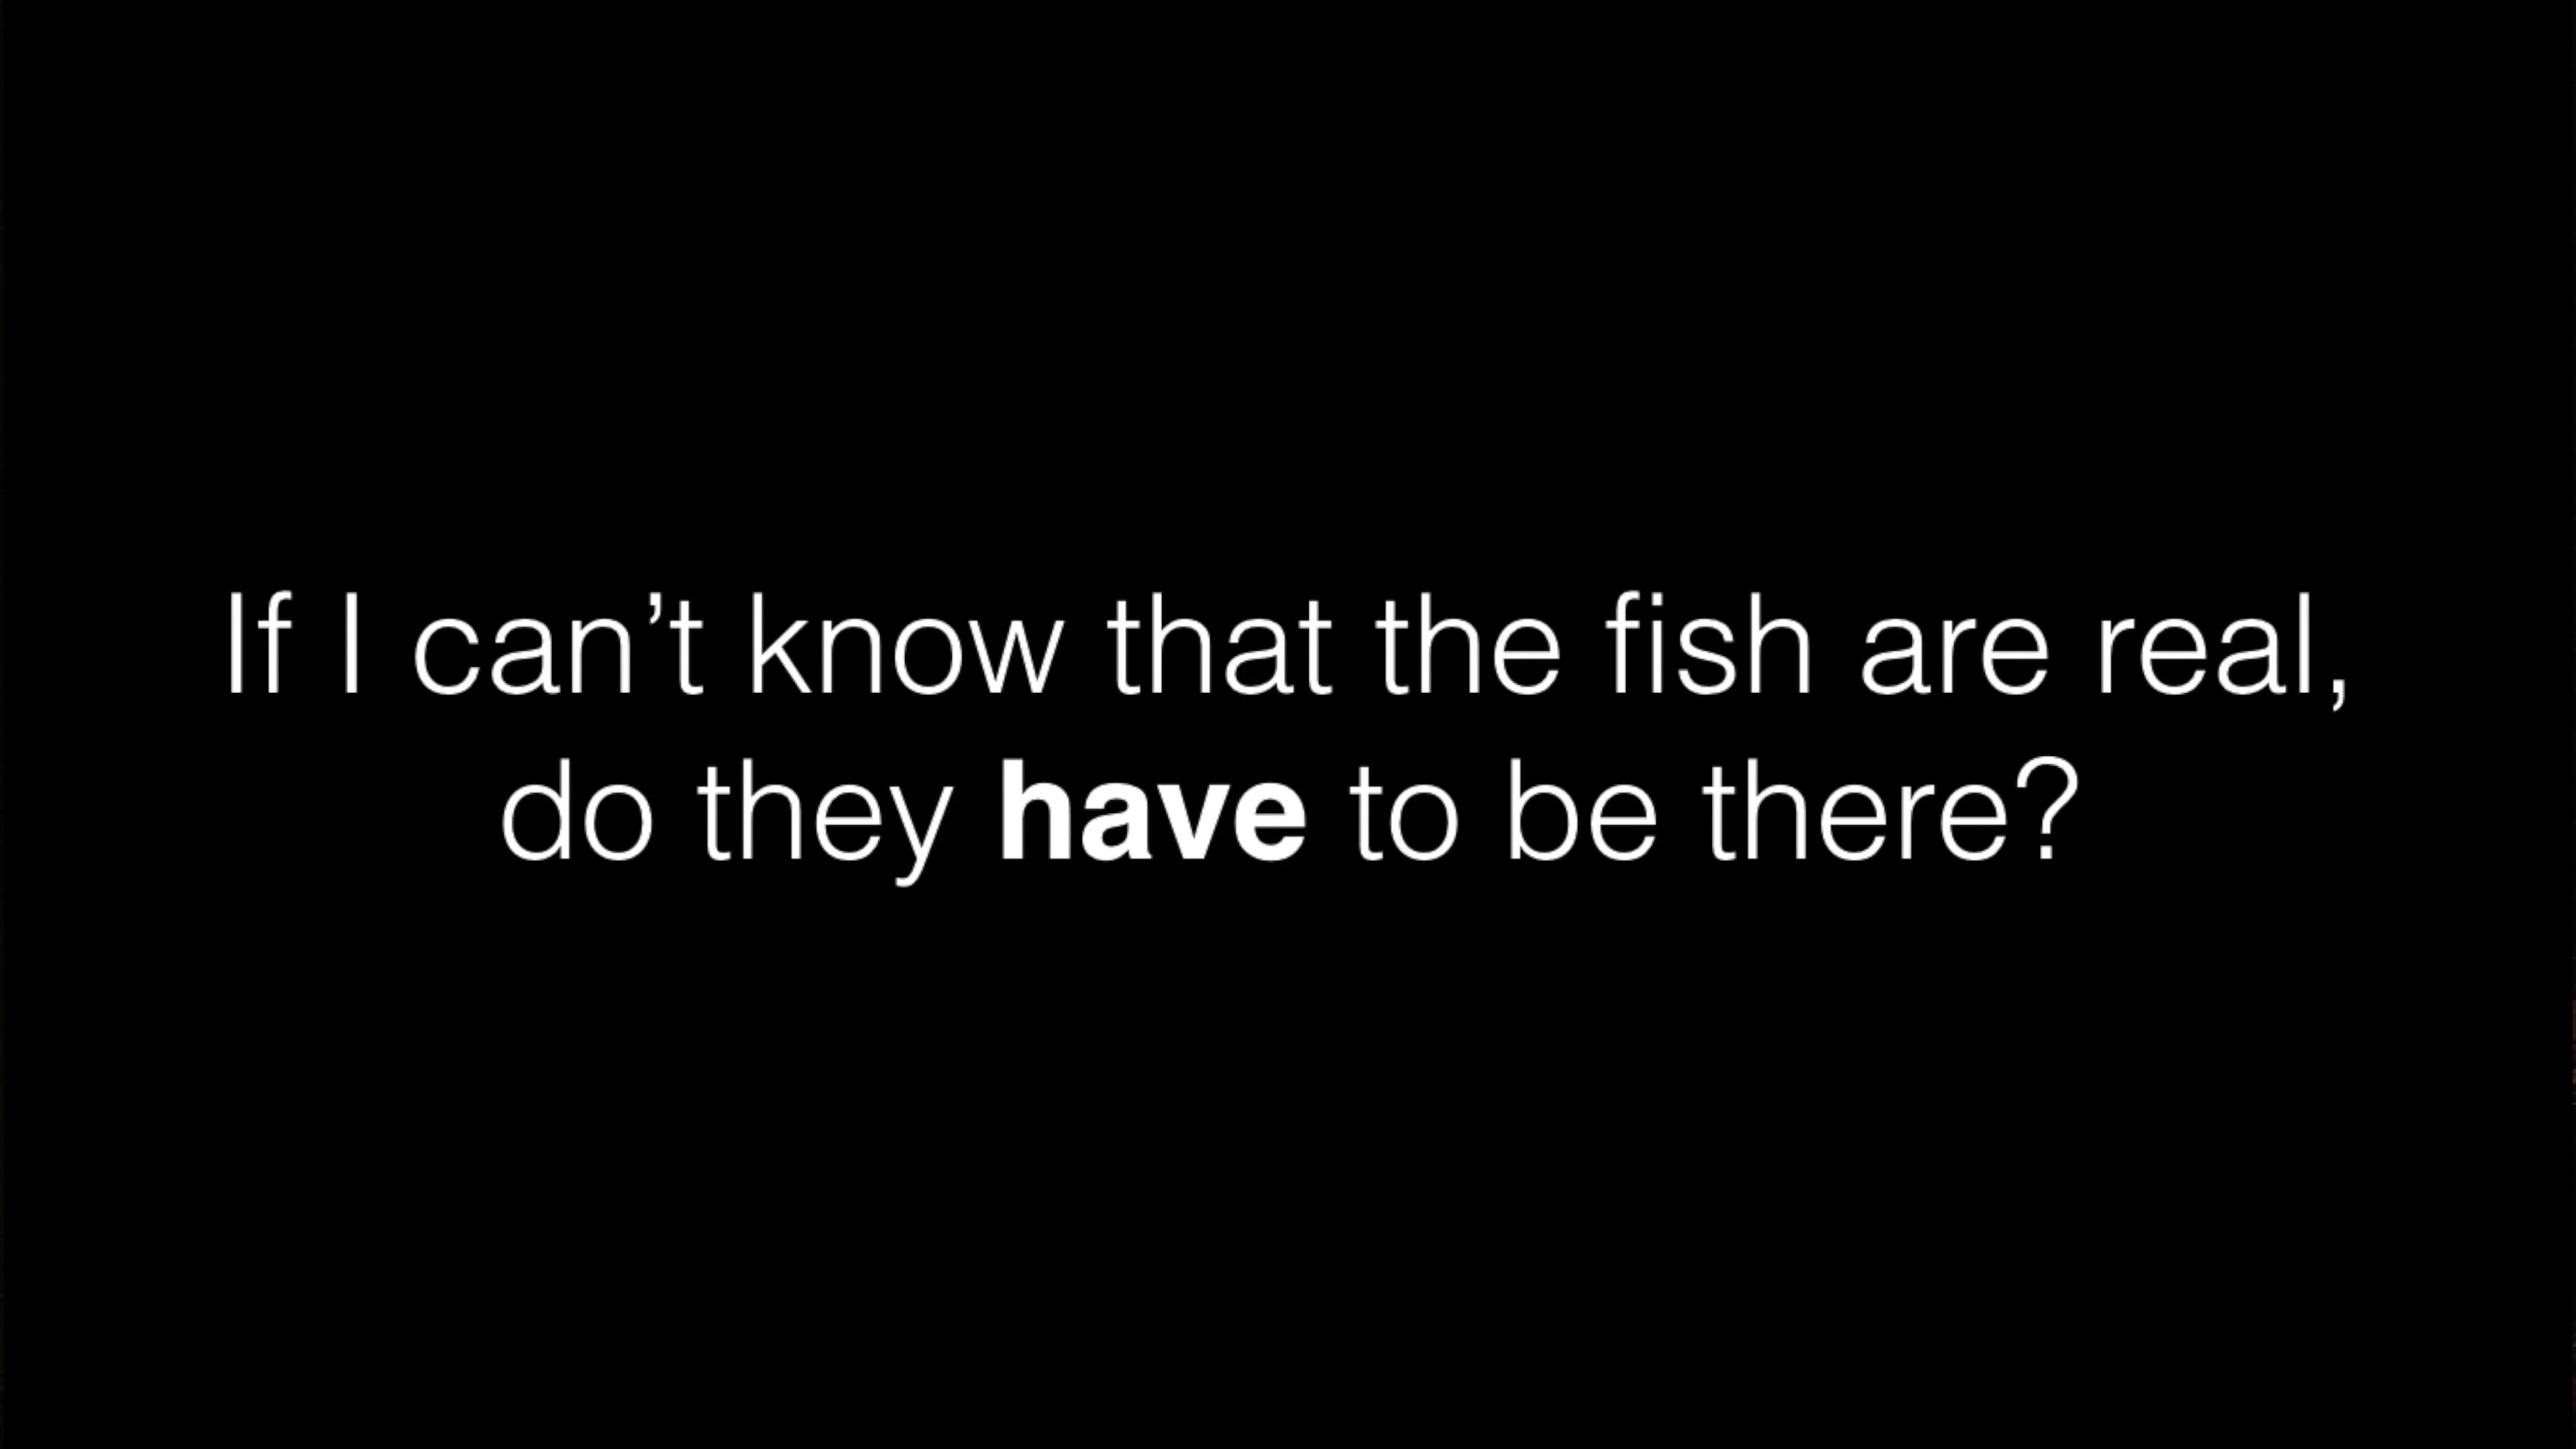 If I can’t know that the fish are real,
do they have to be there?